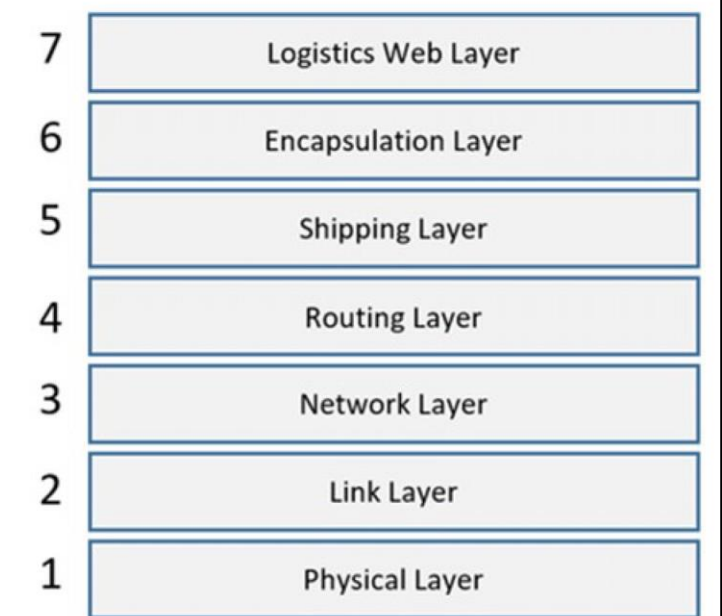 7 Logistics Web Layer
6 Encapsulation Layer
5 Shipping Layer
4 Routing Layer
3 Network Layer
2 Link Layer
1 Physical Layer